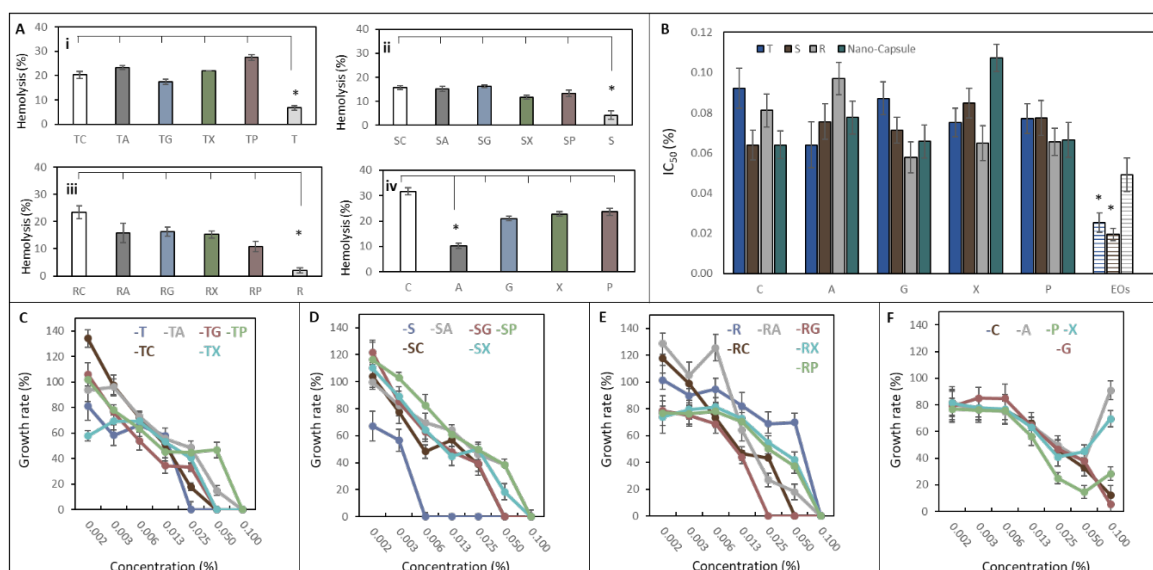 A
i
Hemolysis (%)
40
30
20
10
0
TC TA TG TX TP T
*
ii
Hemolysis (%)
40
30
20
10
0
SC SA SG SX SP S
*
iii
Hemolysis (%)
40
30
20
10
0
RC RA RG RX RP R
*
iv
Hemolysis (%)
40
30
20
10
0
C A G X P
*
B
T S R Nano-Capsule
IC50 (%)
0.12
0.10
0.08
0.06
0.04
0.02
0.00
* *
C A G X P EOs
C
-T -TA -TG -TP
-TC -TX
Growth rate (%)
140
120
100
80
60
40
20
0
0.002 0.003 0.006 0.013 0.025 0.050 0.100
Concentration (%)
D
-S -SA -SG -SP
-SC -SX
Growth rate (%)
140
120
100
80
60
40
20
0
0.002 0.003 0.006 0.013 0.025 0.050 0.100
Concentration (%)
E
-R -RA -RG
-RC -RX
-RP
Growth rate (%)
140
120
100
80
60
40
20
0
0.002 0.003 0.006 0.013 0.025 0.050 0.100
Concentration (%)
F
-C -A -P -X
-G
Growth rate (%)
140
120
100
80
60
40
20
0
0.002 0.003 0.006 0.013 0.025 0.050 0.100
Concentration (%)